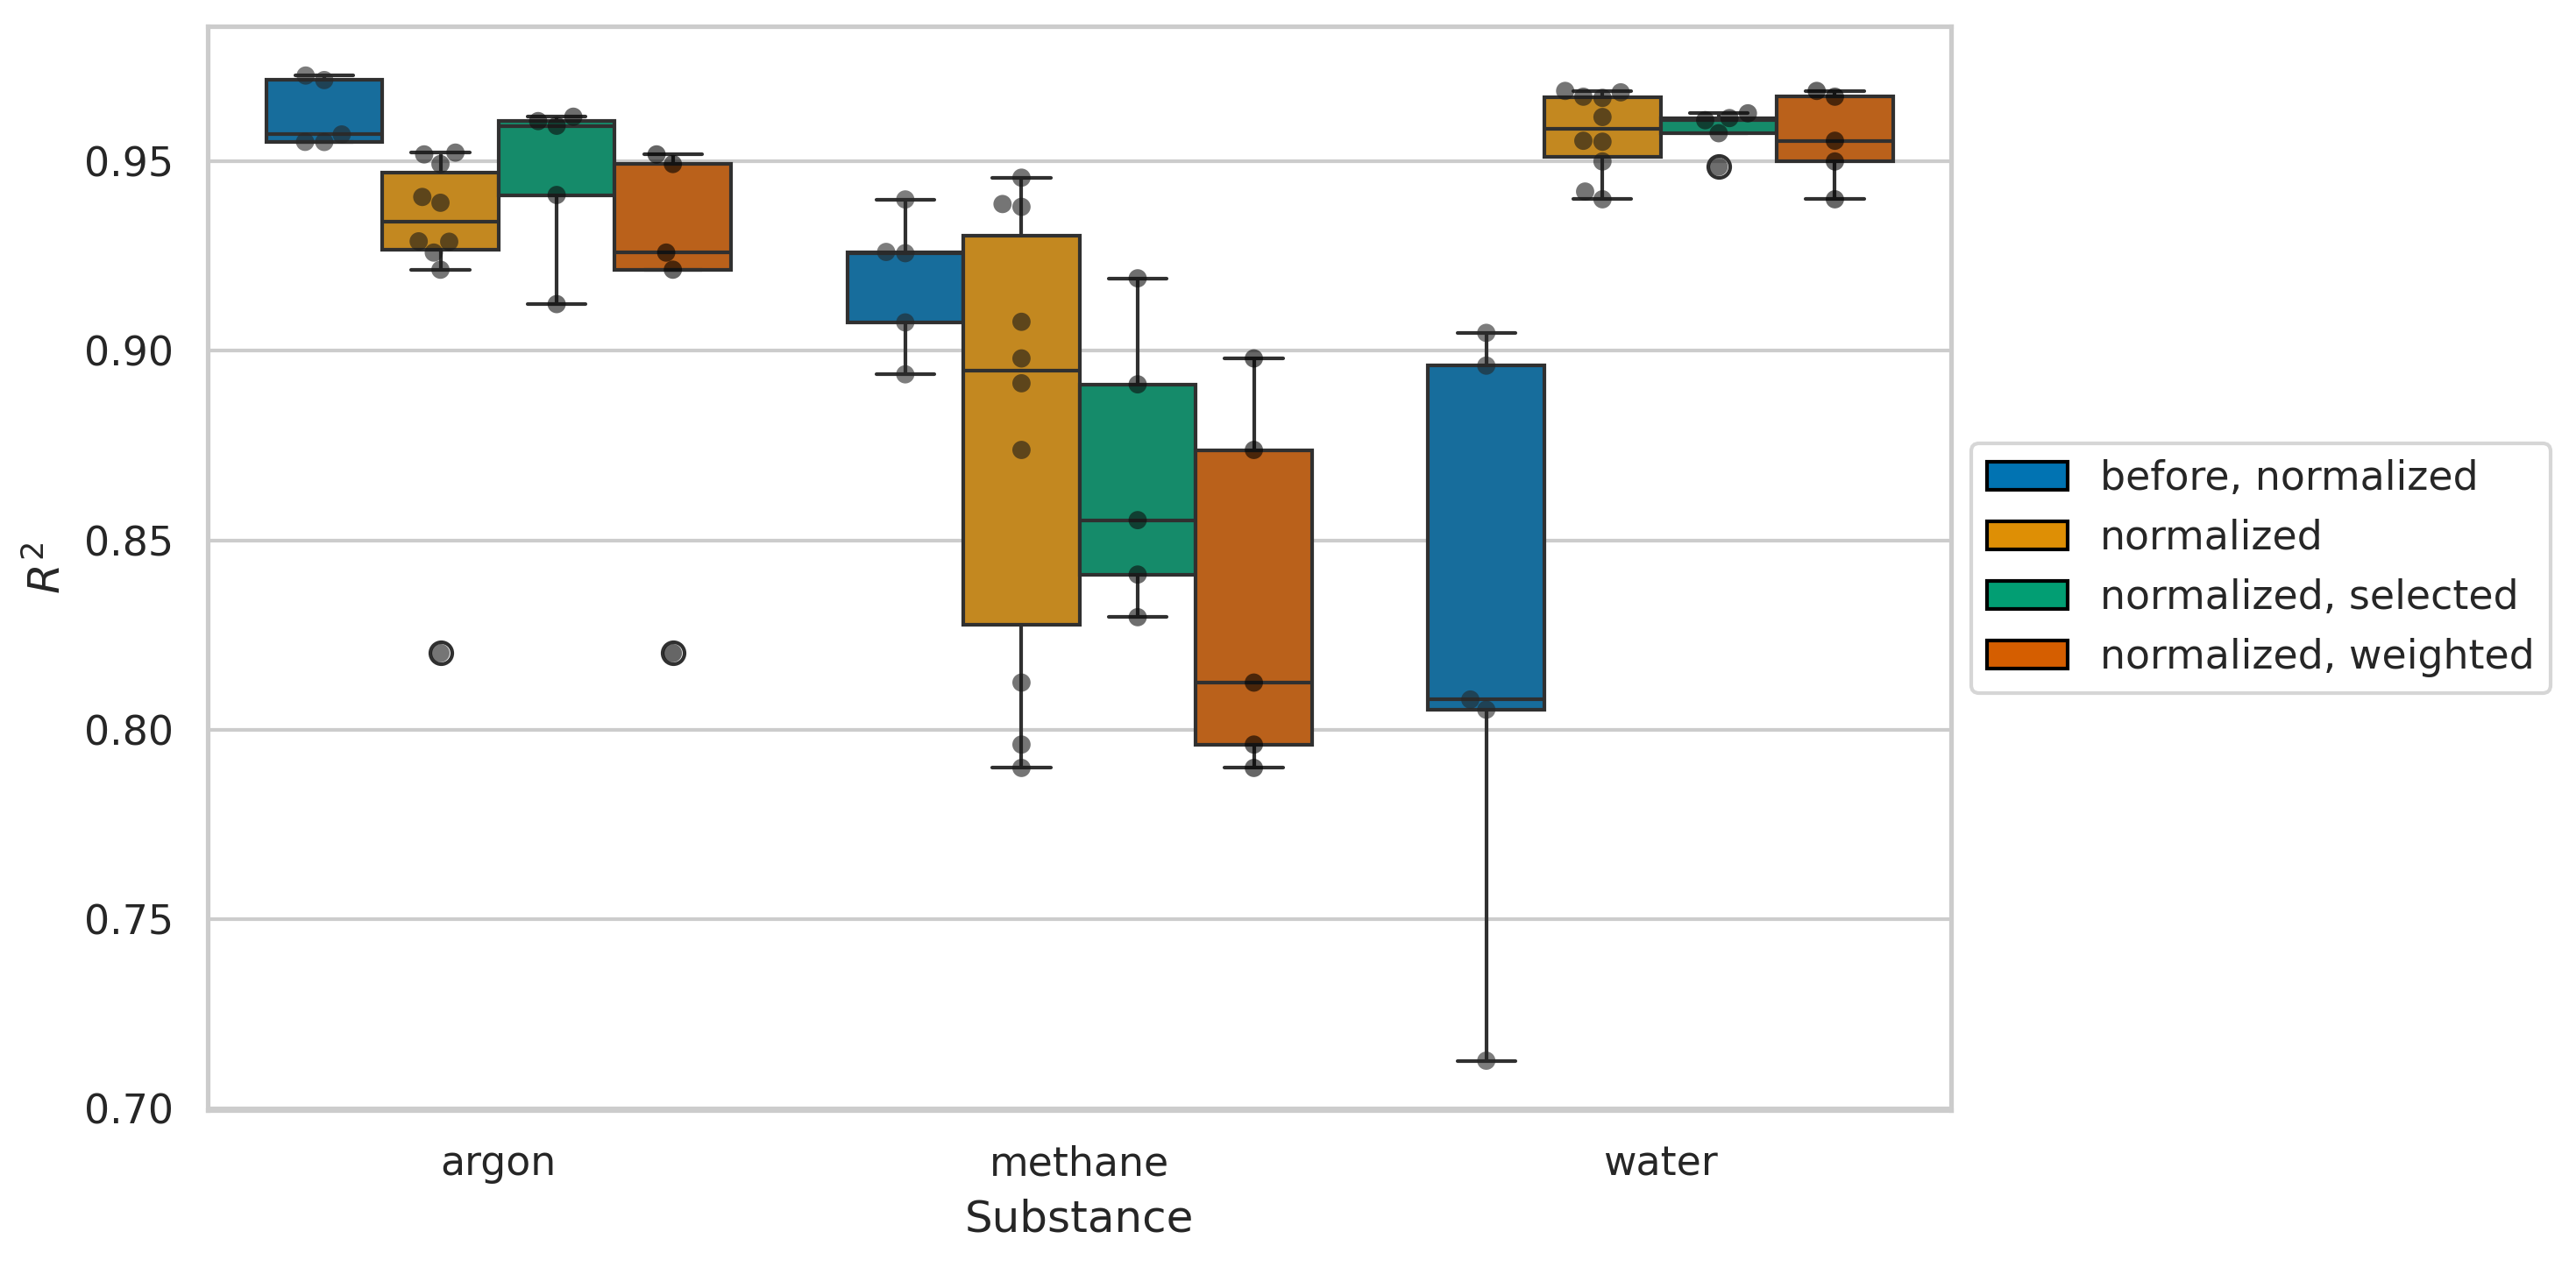 0.95
0.90
0.85
0.80
0.75
0.70
R²
argon
methane
water
Substance
before, normalized
normalized
normalized, selected
normalized, weighted